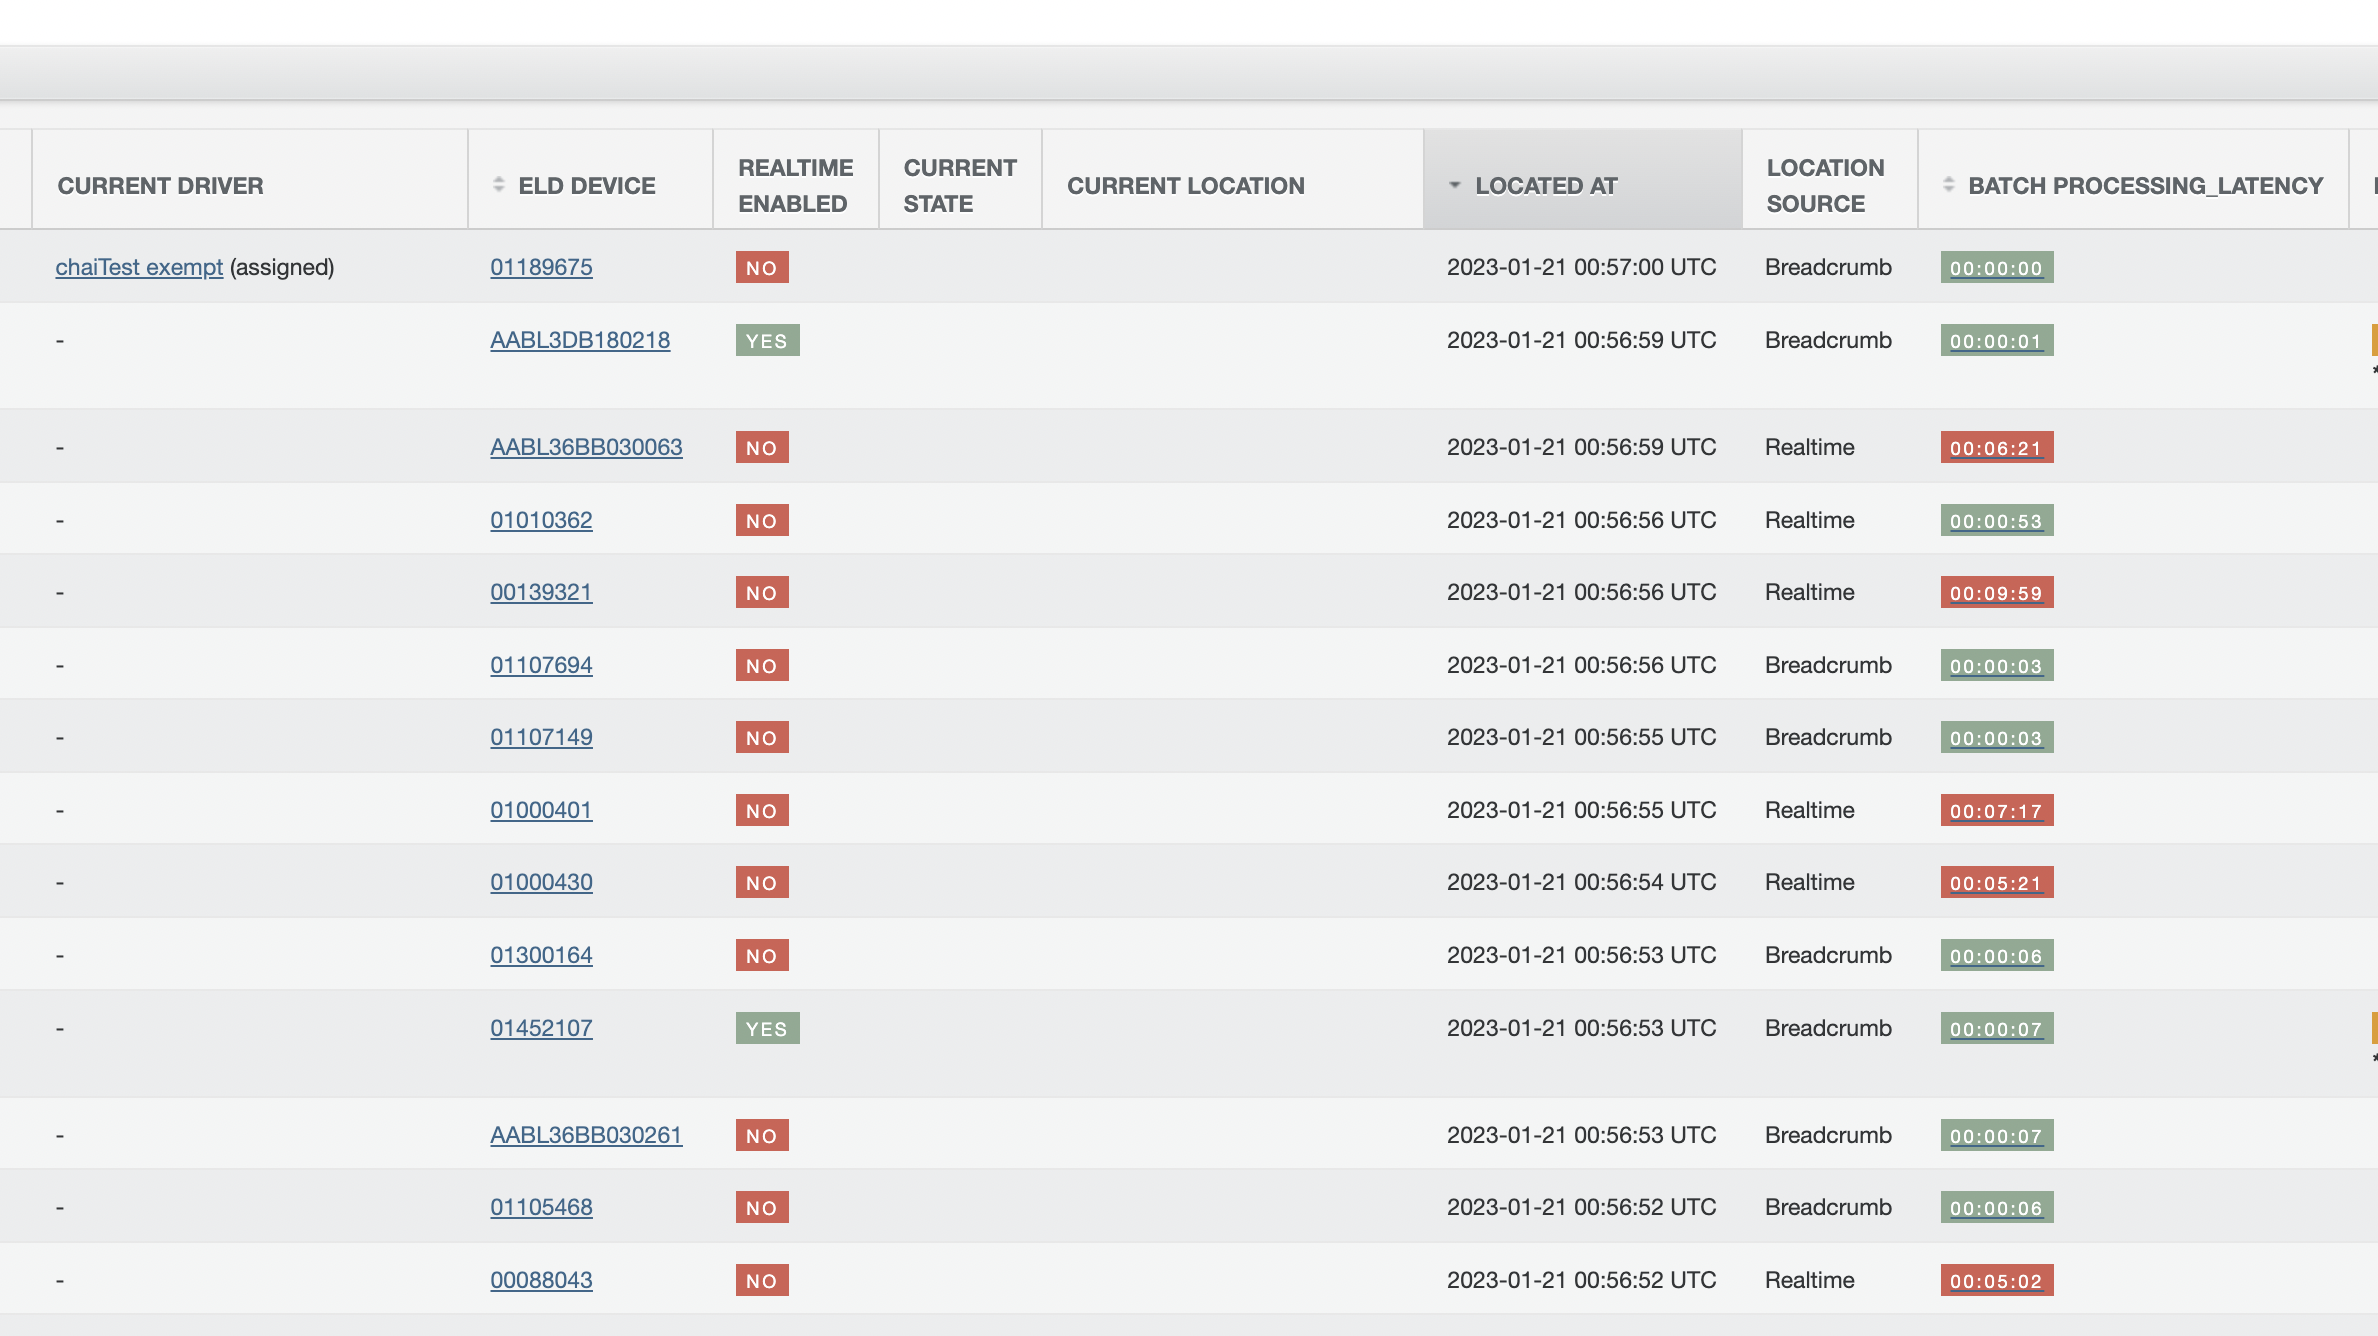 CURRENT DRIVER ELD DEVICE REALTIME ENABLED CURRENT STATE CURRENT LOCATION LOCATED AT LOCATION SOURCE BATCH PROCESSING_LATENCY
chaiTest exempt (assigned) 01189675 NO 2023-01-21 00:57:00 UTC Breadcrumb 00:00:00
- AABL3DB180218 YES 2023-01-21 00:56:59 UTC Breadcrumb 00:00:01
*
- AABL36BB030063 NO 2023-01-21 00:56:59 UTC Realtime 00:06:21
- 01010362 NO 2023-01-21 00:56:56 UTC Realtime 00:00:53
- 00139321 NO 2023-01-21 00:56:56 UTC Realtime 00:09:59
- 01107694 NO 2023-01-21 00:56:56 UTC Breadcrumb 00:00:03
- 01107149 NO 2023-01-21 00:56:55 UTC Breadcrumb 00:00:03
- 01000401 NO 2023-01-21 00:56:55 UTC Realtime 00:07:17
- 01000430 NO 2023-01-21 00:56:54 UTC Realtime 00:05:21
- 01300164 NO 2023-01-21 00:56:53 UTC Breadcrumb 00:00:06
- 01452107 YES 2023-01-21 00:56:53 UTC Breadcrumb 00:00:07
*
- AABL36BB030261 NO 2023-01-21 00:56:53 UTC Breadcrumb 00:00:07
- 01105468 NO 2023-01-21 00:56:52 UTC Breadcrumb 00:00:06
- 00088043 NO 2023-01-21 00:56:52 UTC Realtime 00:05:02